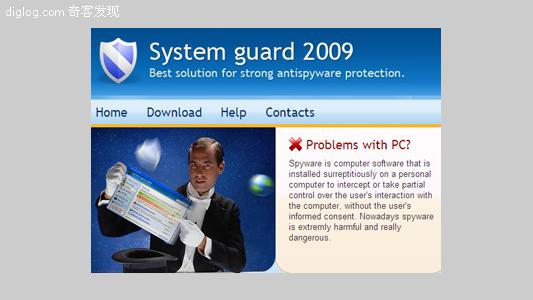 diglog.com 奇客发现
System guard 2009
Best solution for strong antispyware protection.
Home Download Help Contacts
Problems with PC?
Spyware is computer software that is
installed surreptitiously on a personal
computer to intercept or take partial
control over the user's interaction with
the computer, without the user's
informed consent. Nowadays spyware
is extremly harmful and really
dangerous.